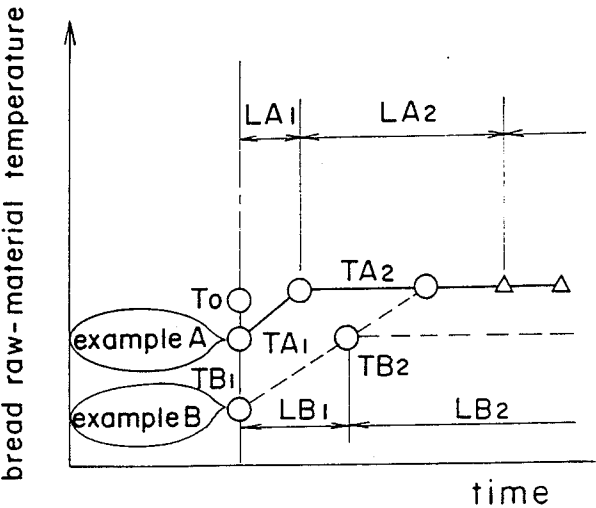 bread raw-material temperature
LA1
LA2
To
TA2
example A
TA1
TB1
TB2
example B
LB1
LB2
time